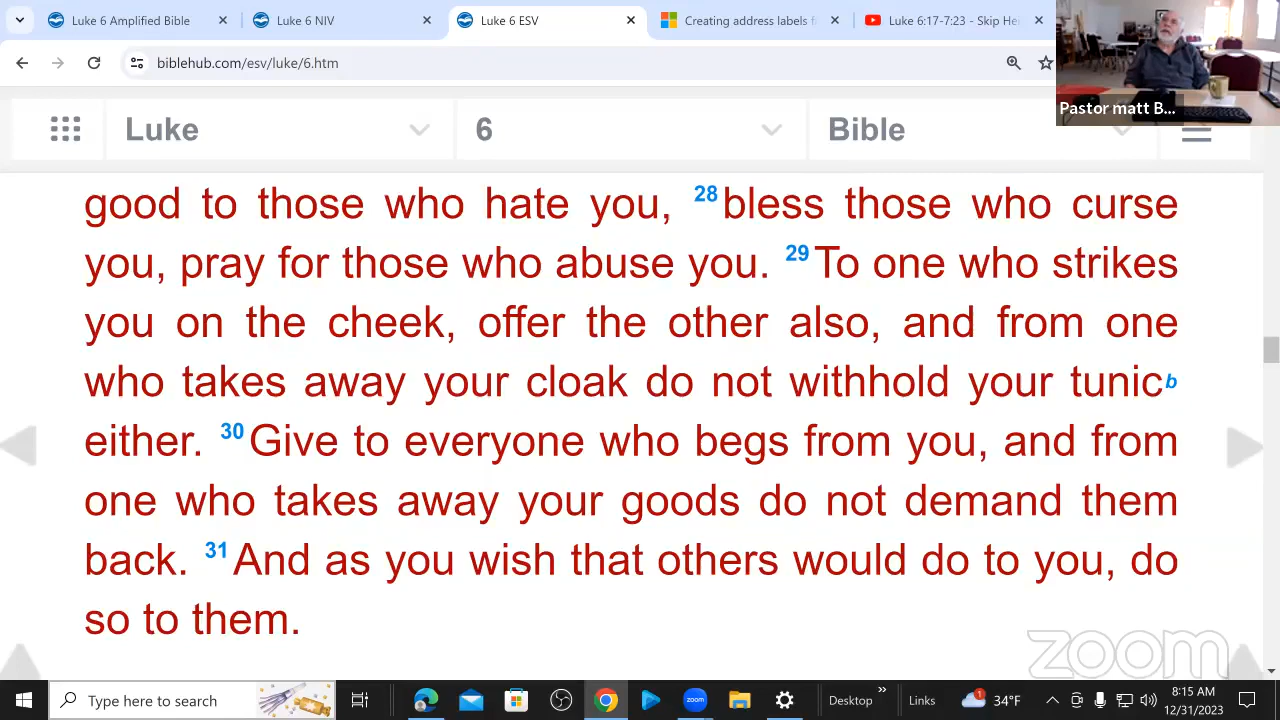 Luke 6 Amplified Bible
Luke 6 NIV
Luke 6 ESV
Creating address labels
Luke 6:17-7:23 - Skip He
biblehub.com/esv/luke/6.htm
Pastor matt B...
Luke 6 Bible
good to those who hate you, 28 bless those who curse
you, pray for those who abuse you. 29 To one who strikes
you on the cheek, offer the other also, and from one
who takes away your cloak do not withhold your tunic b
either. 30 Give to everyone who begs from you, and from
one who takes away your goods do not demand them
back. 31 And as you wish that others would do to you, do
so to them.
zoom
Type here to search
zoom
Desktop
Links
1
34°F
8:15 AM
12/31/2023